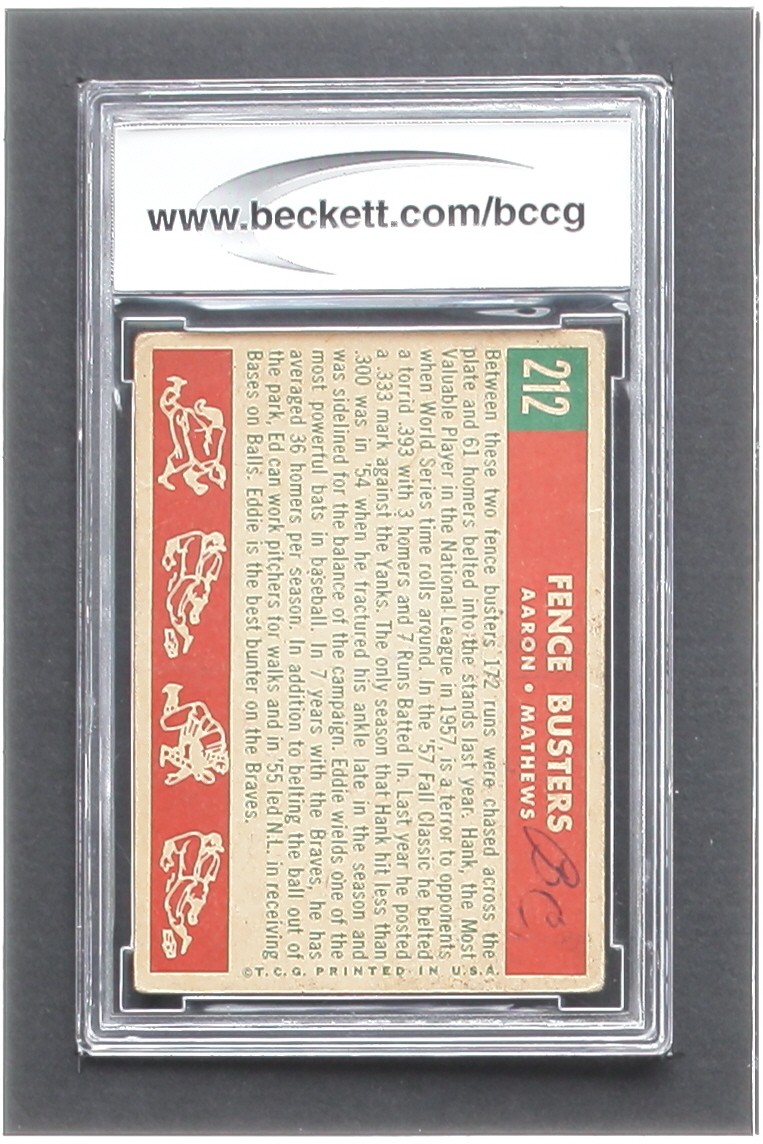 www.beckett.com/bccg
212
FENCE BUSTERS
AARON • MATHEWS
Between these two fence busters 172 runs were chased across the
plate and 61 homers belted into the stands last year. Hank, the Most
Valuable Player in the National League in 1957, is a terror to opponents
when World Series time rolls around. In the '57 Fall Classic he belted
a torrid .393 with 3 homers and 7 Runs Batted In. Last year he posted
a .333 mark against the Yanks. The only season that Hank hit less than
.300 was in '54 when he fractured his ankle late in the season and
was sidelined for the balance of the campaign. Eddie wields one of the
most powerful bats in baseball. In 7 years with the Braves, he has
averaged 36 homers per season. In addition to belting the ball out of
the park, Ed can work pitchers for walks and in '55 led N.L. in receiving
Bases on Balls. Eddie is the best bunter on the Braves.
©T.C.G. PRINTED IN U.S.A.